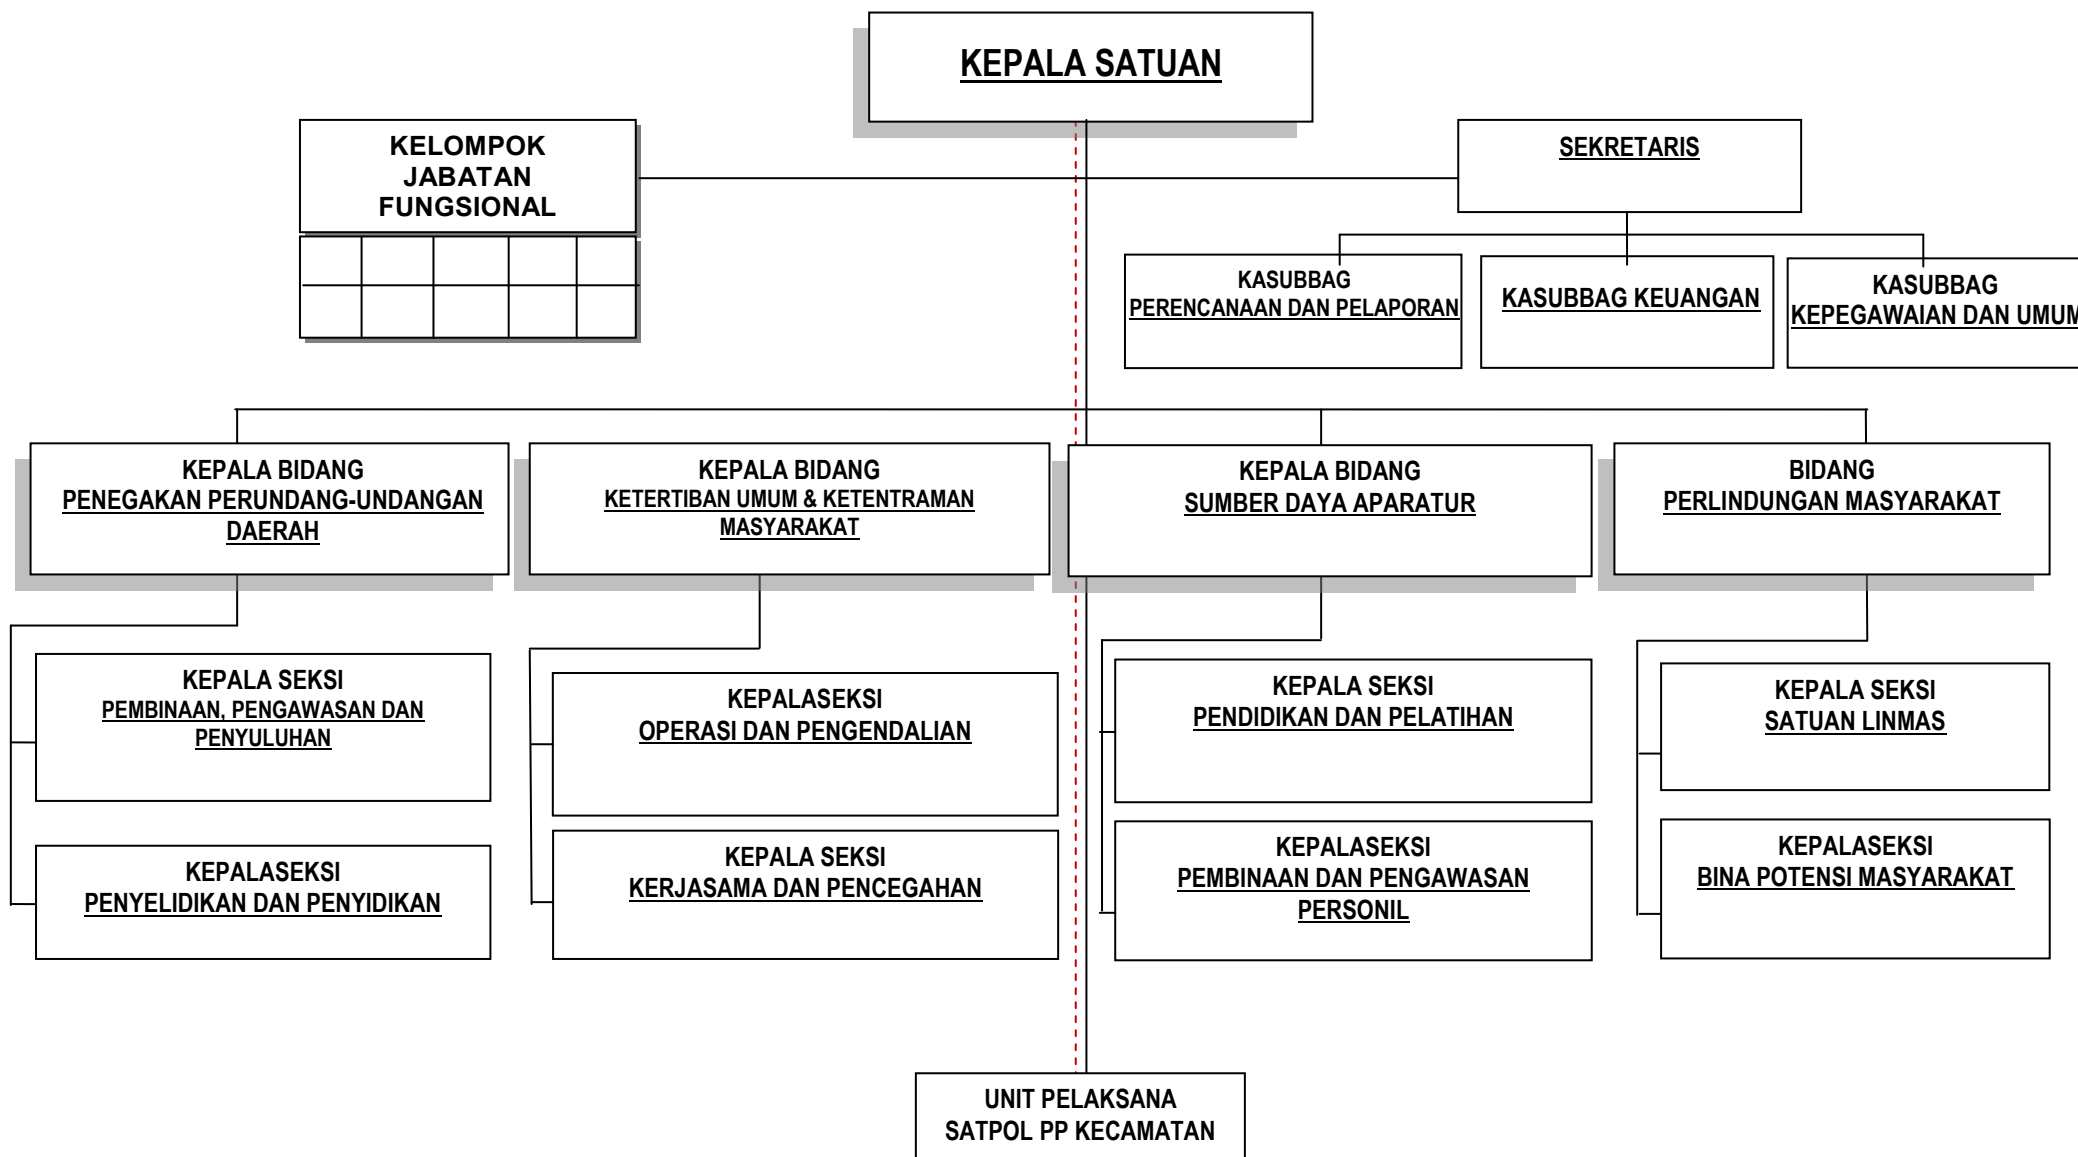 KEPALA SATUAN
KELOMPOK
JABATAN
FUNGSIONAL
SEKRETARIS
KASUBBAG
PERENCANAAN DAN PELAPORAN
KASUBBAG KEUANGAN
KASUBBAG
KEPEGAWAIAN DAN UMUM
KEPALA BIDANG
PENEGAKAN PERUNDANG-UNDANGAN
DAERAH
KEPALA BIDANG
KETERTIBAN UMUM & KETENTRAMAN
MASYARAKAT
KEPALA BIDANG
SUMBER DAYA APARATUR
BIDANG
PERLINDUNGAN MASYARAKAT
KEPALA SEKSI
PEMBINAAN, PENGAWASAN DAN
PENYULUHAN
KEPALASEKSI
OPERASI DAN PENGENDALIAN
KEPALA SEKSI
PENDIDIKAN DAN PELATIHAN
KEPALA SEKSI
SATUAN LINMAS
KEPALASEKSI
PENYELIDIKAN DAN PENYIDIKAN
KEPALA SEKSI
KERJASAMA DAN PENCEGAHAN
KEPALASEKSI
PEMBINAAN DAN PENGAWASAN
PERSONIL
KEPALASEKSI
BINA POTENSI MASYARAKAT
UNIT PELAKSANA
SATPOL PP KECAMATAN